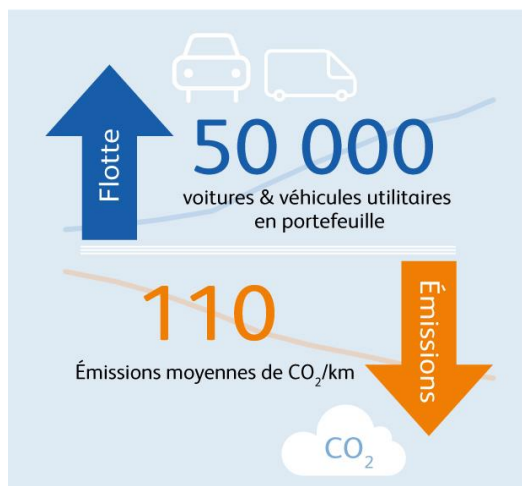 Flotte
50 000
voitures & véhicules utilitaires
en portefeuille
110
Émissions moyennes de CO₂/km
Émissions
CO₂